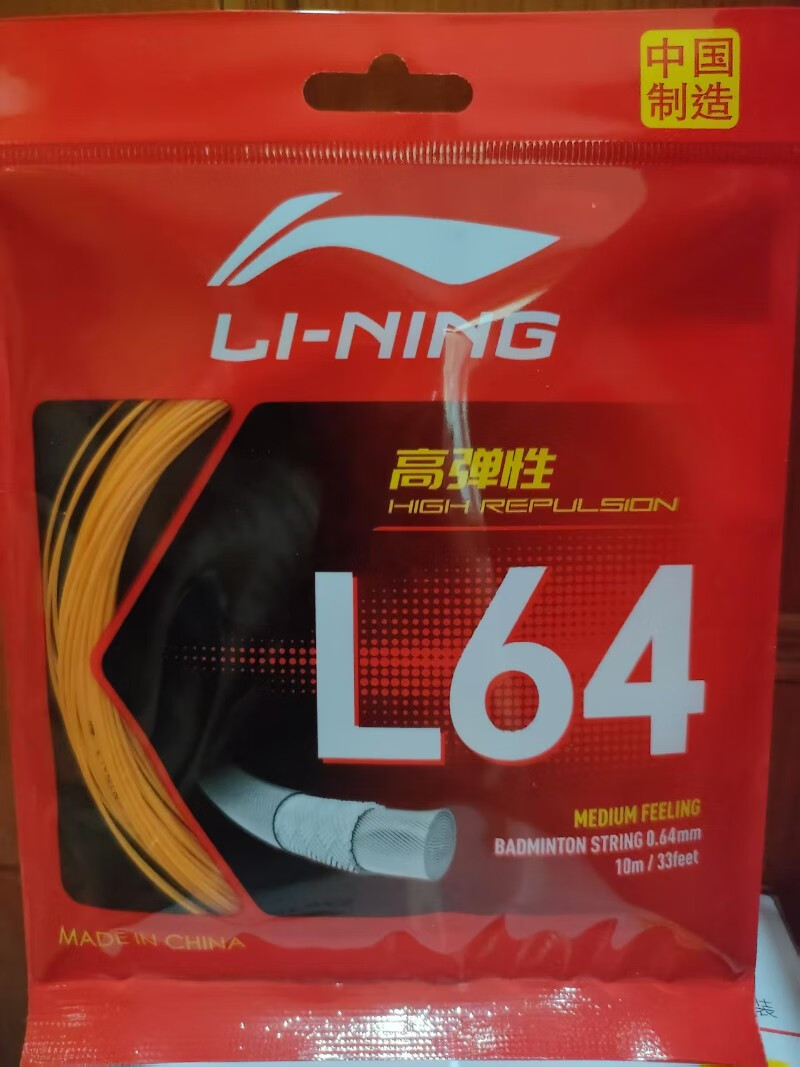 中国
制造
LI-NING
高弹性
HIGH REPULSION
L64
MEDIUM FEELING
BADMINTON STRING 0.64mm
10m / 33feet
MADE IN CHINA
装